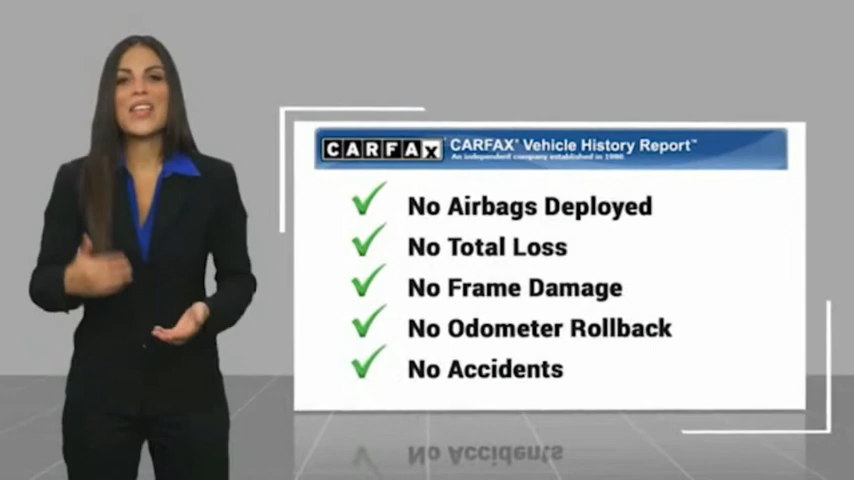 CARFAX CARFAX® Vehicle History Report™
An independent company established in 1986
No Airbags Deployed
No Total Loss
No Frame Damage
No Odometer Rollback
No Accidents
No Accidents